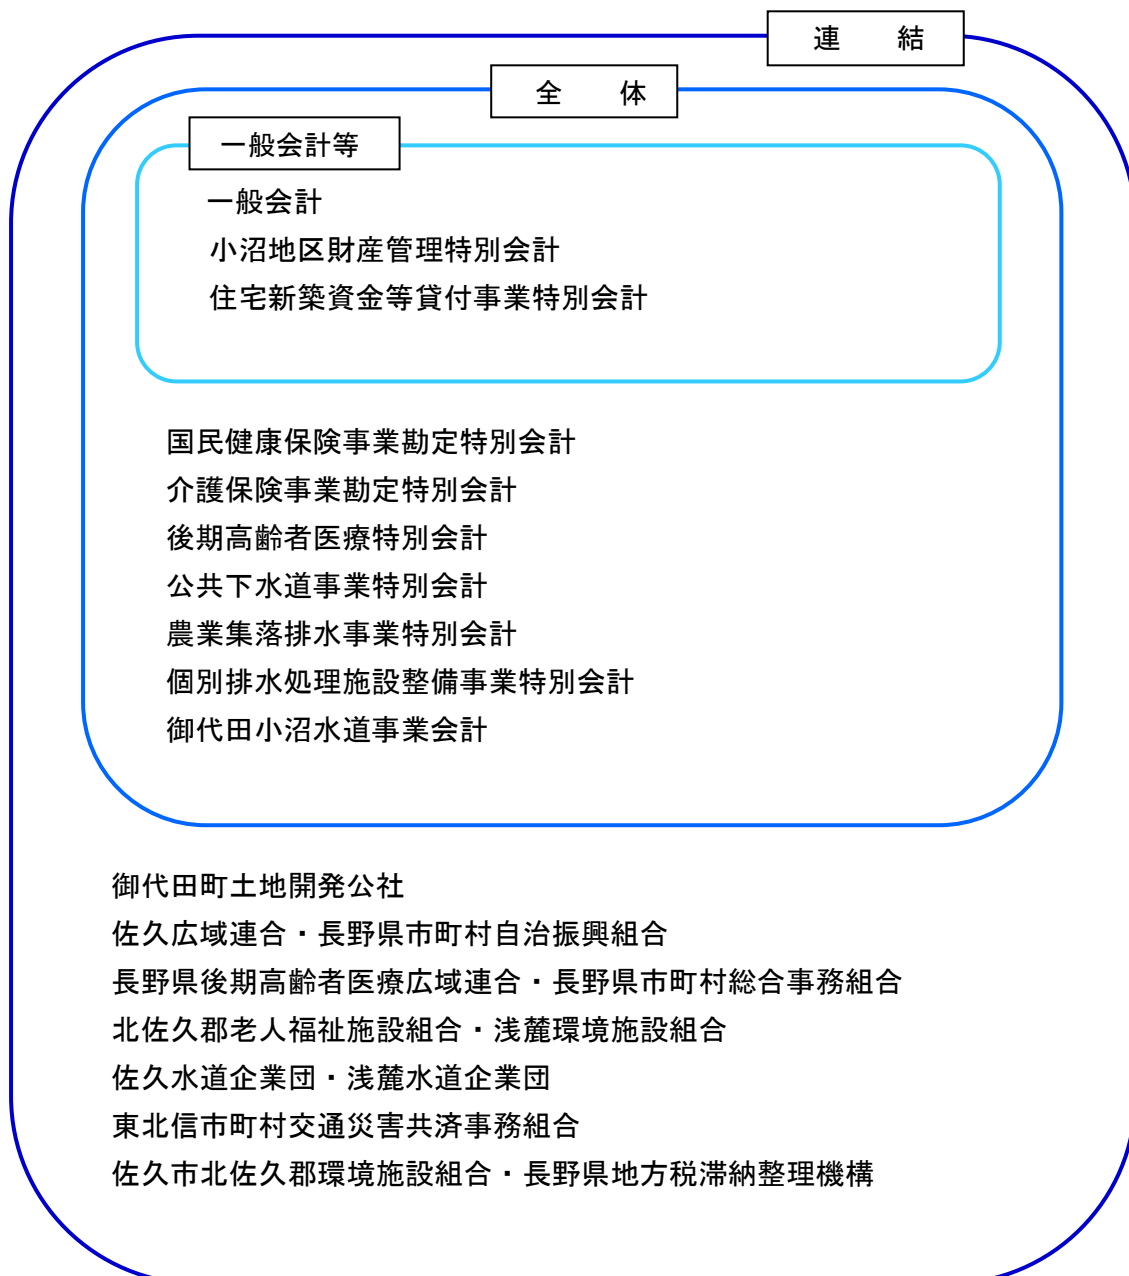 連　　結
全　　体
一般会計等
一般会計
小沼地区財産管理特別会計
住宅新築資金等貸付事業特別会計
国民健康保険事業勘定特別会計
介護保険事業勘定特別会計
後期高齢者医療特別会計
公共下水道事業特別会計
農業集落排水事業特別会計
個別排水処理施設整備事業特別会計
御代田小沼水道事業会計
御代田町土地開発公社
佐久広域連合・長野県市町村自治振興組合
長野県後期高齢者医療広域連合・長野県市町村総合事務組合
北佐久郡老人福祉施設組合・浅麓環境施設組合
佐久水道企業団・浅麓水道企業団
東北信市町村交通災害共済事務組合
佐久市北佐久郡環境施設組合・長野県地方税滞納整理機構